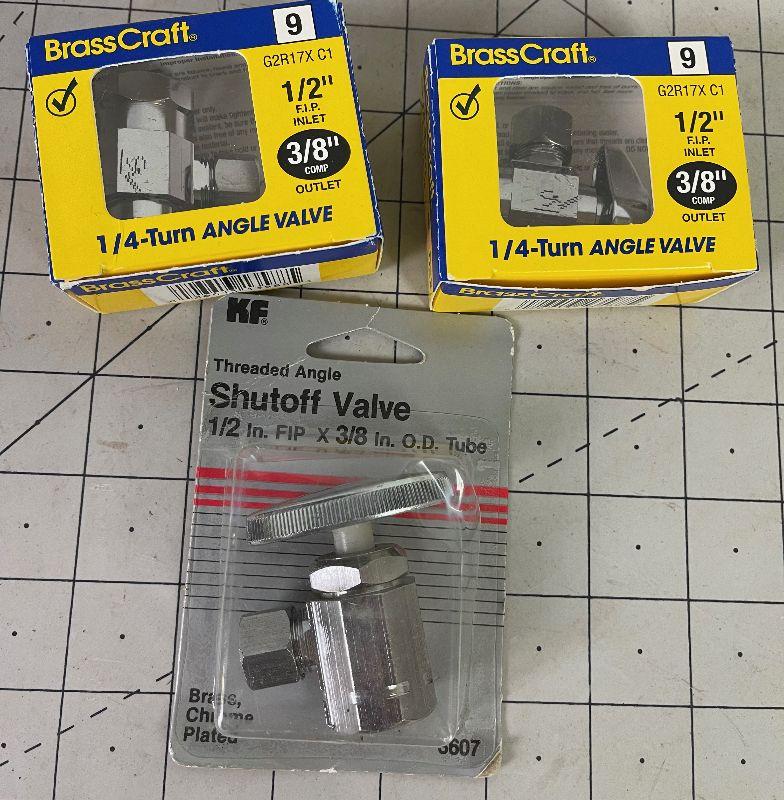 BrassCraft®
9
G2R17X C1
1/2"
F.I.P.
INLET
3/8"
COMP
OUTLET
1/4-Turn ANGLE VALVE
BrassCraft
BrassCraft®
9
G2R17X C1
1/2"
F.I.P.
INLET
3/8"
COMP
OUTLET
1/4-Turn ANGLE VALVE
BrassCraft
KF®
Threaded Angle
Shutoff Valve
1/2 In. FIP X 3/8 In. O.D. Tube
Brass,
Chrome
Plated
6607